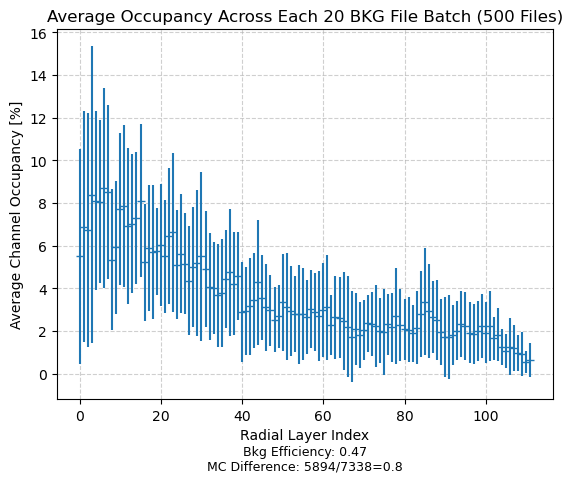 Average Occupancy Across Each 20 BKG File Batch (500 Files)
Average Channel Occupancy [%]
16
14
12
10
8
6
4
2
0
0 20 40 60 80 100
Radial Layer Index
Bkg Efficiency: 0.47
MC Difference: 5894/7338=0.8